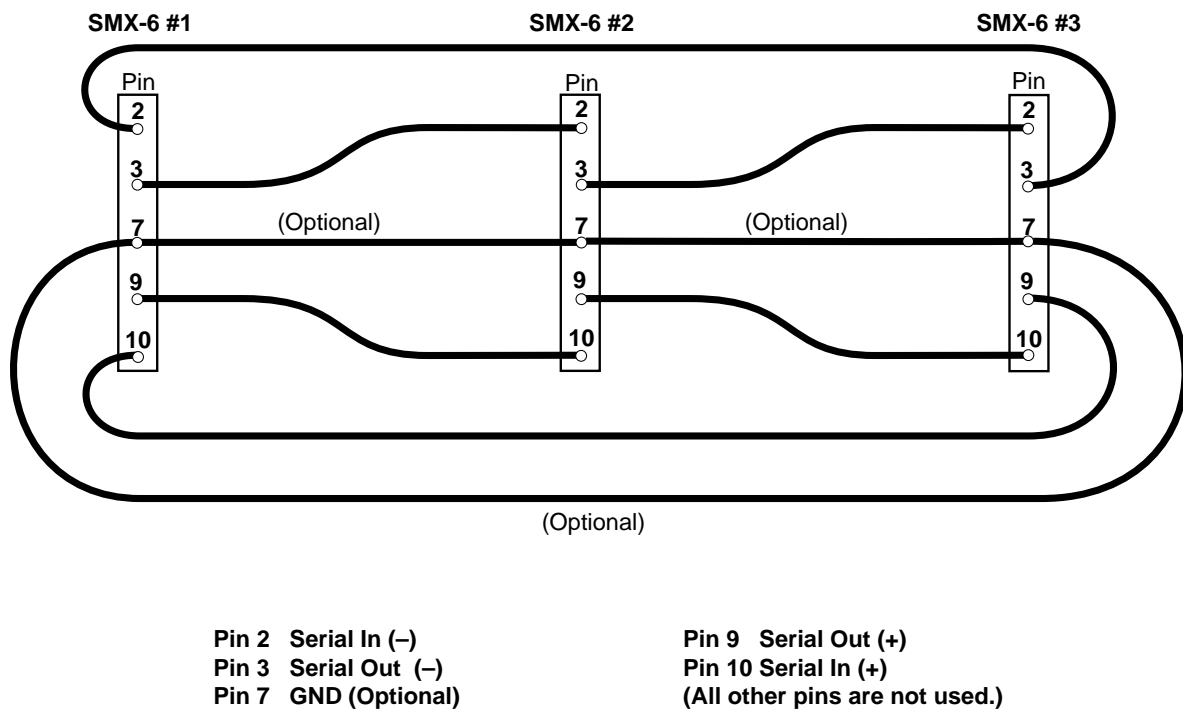 SMX-6 #1 SMX-6 #2 SMX-6 #3
Pin Pin Pin
2 2 2
3 3 3
(Optional) (Optional)
7 7 7
9 9 9
10 10 10
(Optional)
Pin 2 Serial In (–) Pin 9 Serial Out (+)
Pin 3 Serial Out (–) Pin 10 Serial In (+)
Pin 7 GND (Optional) (All other pins are not used.)